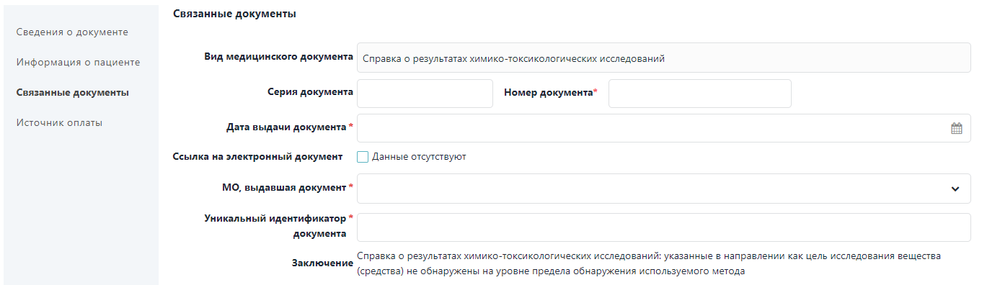 Сведения о документе
Информация о пациенте
Связанные документы
Источник оплаты
Связанные документы
Вид медицинского документа Справка о результатах химико-токсикологических исследований
Серия документа Номер документа*
Дата выдачи документа *
Ссылка на электронный документ Данные отсутствуют
МО, выдавшая документ *
Уникальный идентификатор *
документа
Заключение Справка о результатах химико-токсикологических исследований: указанные в направлении как цель исследования вещества
(средства) не обнаружены на уровне предела обнаружения используемого метода